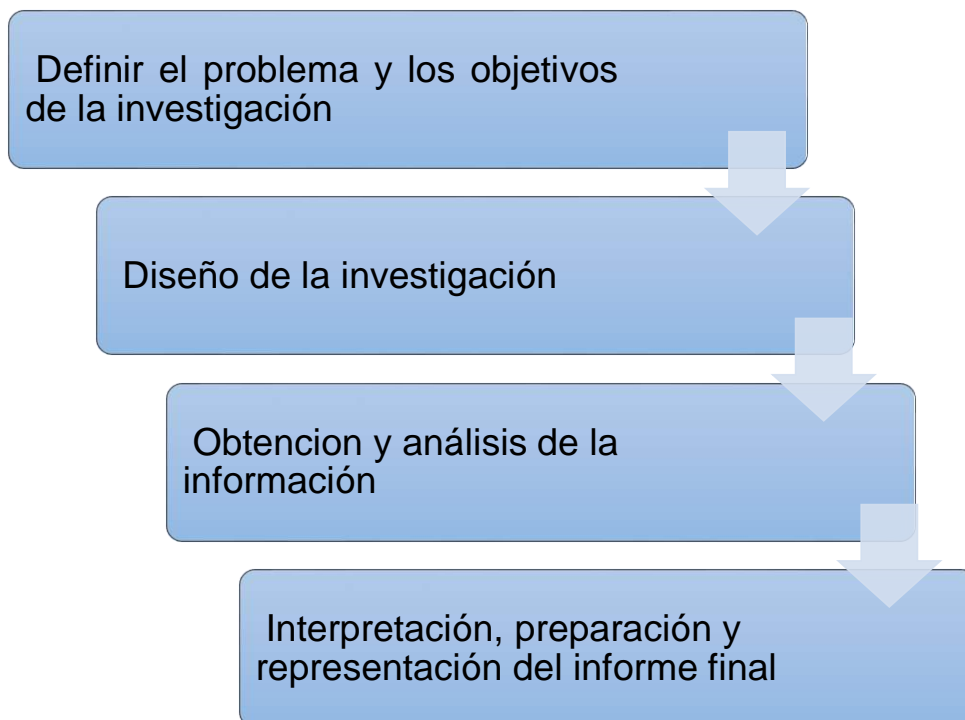 Definir el problema y los objetivos
de la investigación
Diseño de la investigación
Obtencion y análisis de la
información
Interpretación, preparación y
representación del informe final